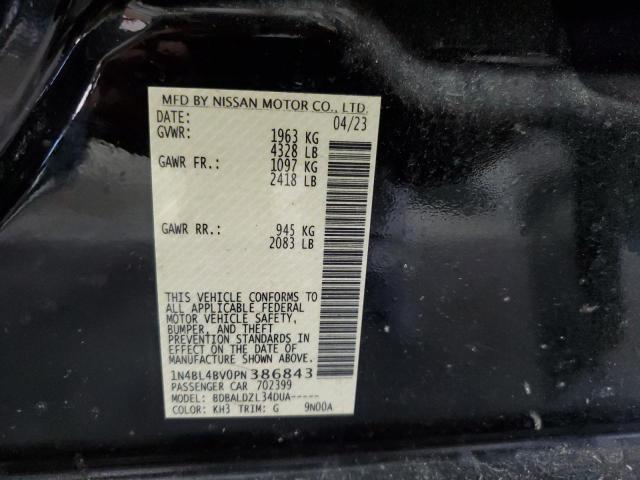 MFD BY NISSAN MOTOR CO., LTD.
DATE: 04/23
GVWR: 1963 KG
4328 LB
GAWR FR.: 1097 KG
2418 LB
GAWR RR.: 945 KG
2083 LB
THIS VEHICLE CONFORMS TO
ALL APPLICABLE FEDERAL
MOTOR VEHICLE SAFETY,
BUMPER, AND THEFT
PREVENTION STANDARDS IN
EFFECT ON THE DATE OF
MANUFACTURE SHOWN ABOVE.
1N4BL4BV0PN386843
PASSENGER CAR 702399
MODEL: BDBALDZL34DUA-----
COLOR: KH3 TRIM: G 9N00A